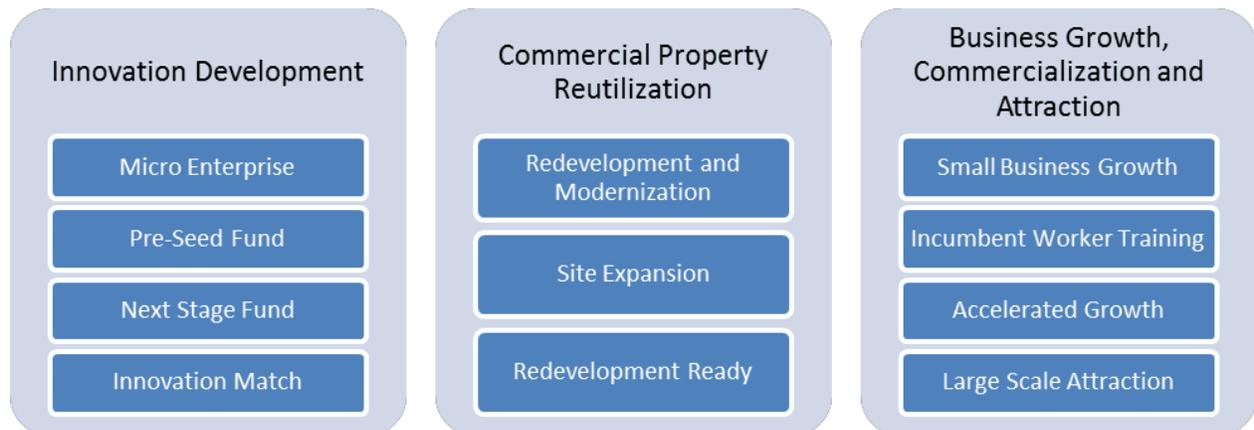 Innovation Development
Micro Enterprise
Pre-Seed Fund
Next Stage Fund
Innovation Match
Commercial Property
Reutilization
Redevelopment and
Modernization
Site Expansion
Redevelopment Ready
Business Growth,
Commercialization and
Attraction
Small Business Growth
Incumbent Worker Training
Accelerated Growth
Large Scale Attraction